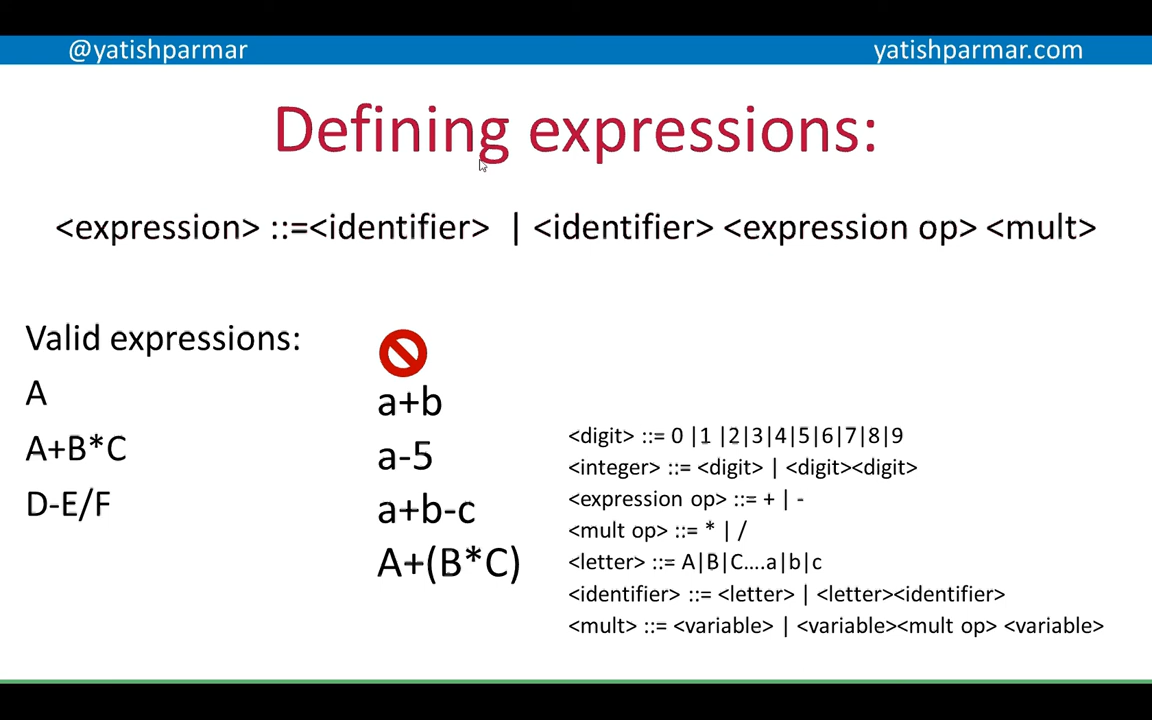 @yatishparmar
yatishparmar.com
Defining expressions:
<expression> ::=<identifier> | <identifier> <expression op> <mult>
Valid expressions:
A
A+B*C
D-E/F
a+b
a-5
a+b-c
A+(B*C)
<digit> ::= 0 |1 |2|3|4|5|6|7|8|9
<integer> ::= <digit> | <digit><digit>
<expression op> ::= + | -
<mult op> ::= * | /
<letter> ::= A|B|C....a|b|c
<identifier> ::= <letter> | <letter><identifier>
<mult> ::= <variable> | <variable><mult op> <variable>